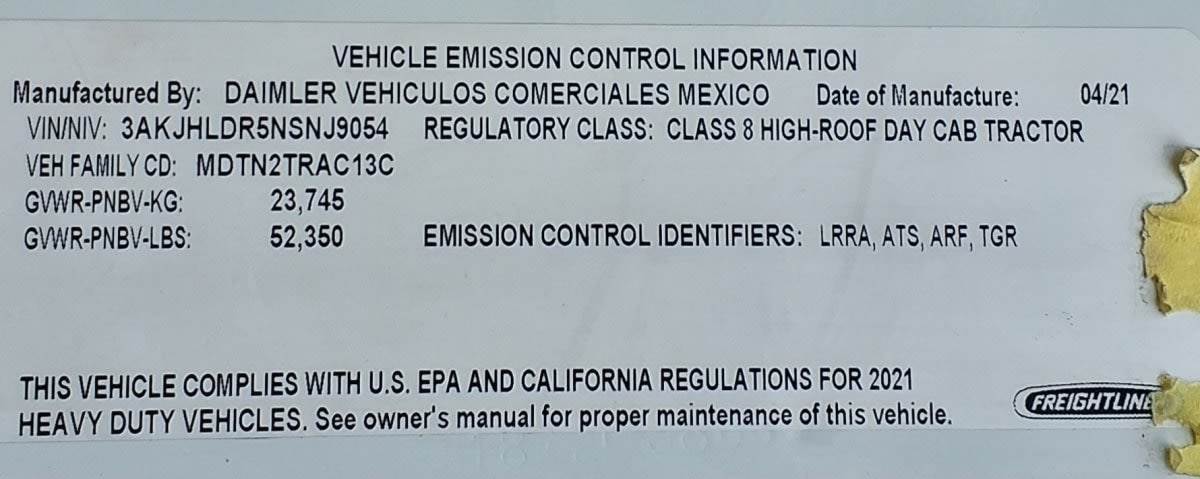 VEHICLE EMISSION CONTROL INFORMATION
Manufactured By: DAIMLER VEHICULOS COMERCIALES MEXICO Date of Manufacture: 04/21
VIN/NIV: 3AKJHLDR5NSNJ9054 REGULATORY CLASS: CLASS 8 HIGH-ROOF DAY CAB TRACTOR
VEH FAMILY CD: MDTN2TRAC13C
GVWR-PNBV-KG: 23,745
GVWR-PNBV-LBS: 52,350 EMISSION CONTROL IDENTIFIERS: LRRA, ATS, ARF, TGR
THIS VEHICLE COMPLIES WITH U.S. EPA AND CALIFORNIA REGULATIONS FOR 2021
HEAVY DUTY VEHICLES. See owner's manual for proper maintenance of this vehicle.
FREIGHTLINE